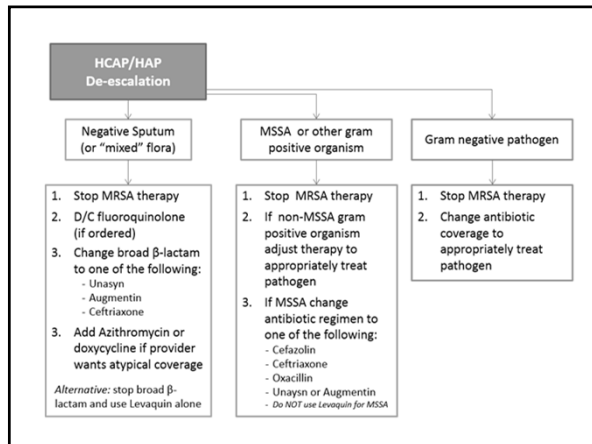 HCAP/HAP
De-escalation
Negative Sputum
(or "mixed" flora)
MSSA or other gram
positive organism
Gram negative pathogen
1. Stop MRSA therapy
2. D/C fluoroquinolone
(if ordered)
3. Change broad β-lactam
to one of the following:
- Unasyn
- Augmentin
- Ceftriaxone
3. Add Azithromycin or
doxycycline if provider
wants atypical coverage
Alternative: stop broad β-
lactam and use Levaquin alone
1. Stop MRSA therapy
2. If non-MSSA gram
positive organism
adjust therapy to
appropriately treat
pathogen
3. If MSSA change
antibiotic regimen to
one of the following:
- Cefazolin
- Ceftriaxone
- Oxacillin
- Unaysn or Augmentin
- Do NOT use Levaquin for MSSA
1. Stop MRSA therapy
2. Change antibiotic
coverage to
appropriately treat
pathogen